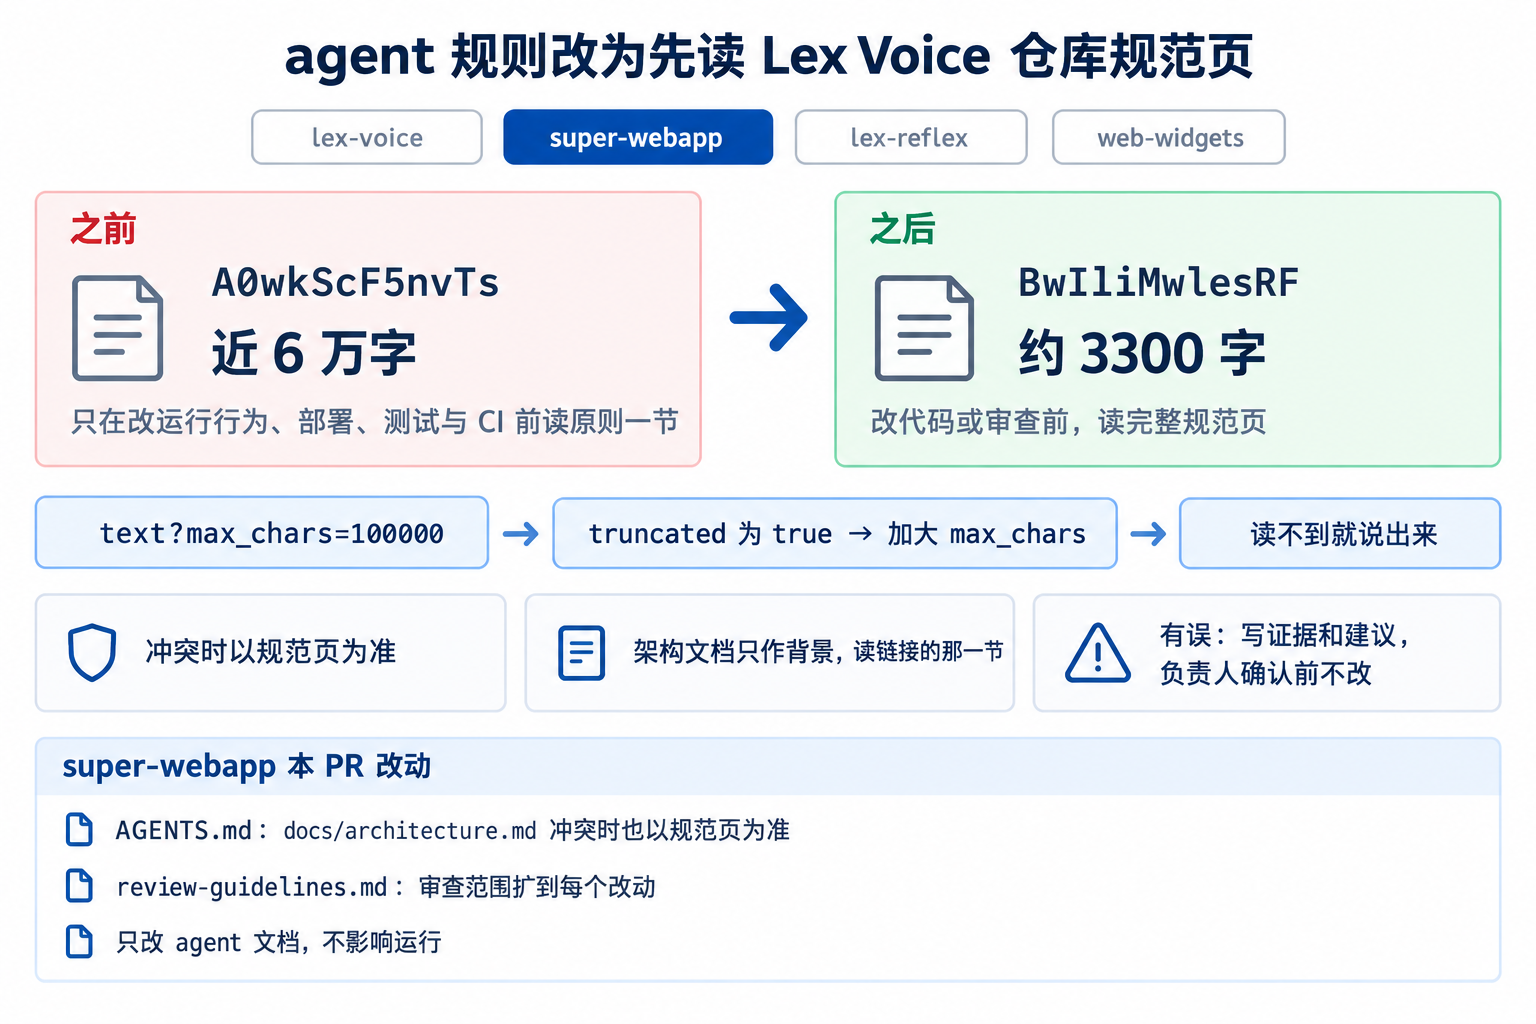 agent 规则改为先读 Lex Voice 仓库规范页
lex-voice
super-webapp
lex-reflex
web-widgets
之前
A0wkScF5nvTs
近 6 万字
只在改运行行为、部署、测试与 CI 前读原则一节
之后
BwIliMwlesRF
约 3300 字
改代码或审查前，读完整规范页
text?max_chars=100000
truncated 为 true → 加大 max_chars
读不到就说出来
冲突时以规范页为准
架构文档只作背景，读链接的那一节
有误：写证据和建议，
负责人确认前不改
super-webapp 本 PR 改动
AGENTS.md：docs/architecture.md 冲突时也以规范页为准
review-guidelines.md：审查范围扩到每个改动
只改 agent 文档，不影响运行